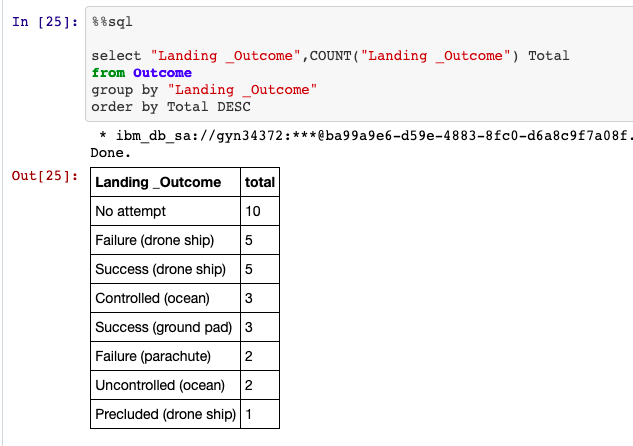 In [25]: %%sql
select "Landing _Outcome",COUNT("Landing _Outcome") Total
from Outcome
group by "Landing _Outcome"
order by Total DESC
* ibm_db_sa://gyn34372:***@ba99a9e6-d59e-4883-8fc0-d6a8c9f7a08f.
Done.
Out[25]: Landing _Outcome total
No attempt 10
Failure (drone ship) 5
Success (drone ship) 5
Controlled (ocean) 3
Success (ground pad) 3
Failure (parachute) 2
Uncontrolled (ocean) 2
Precluded (drone ship) 1